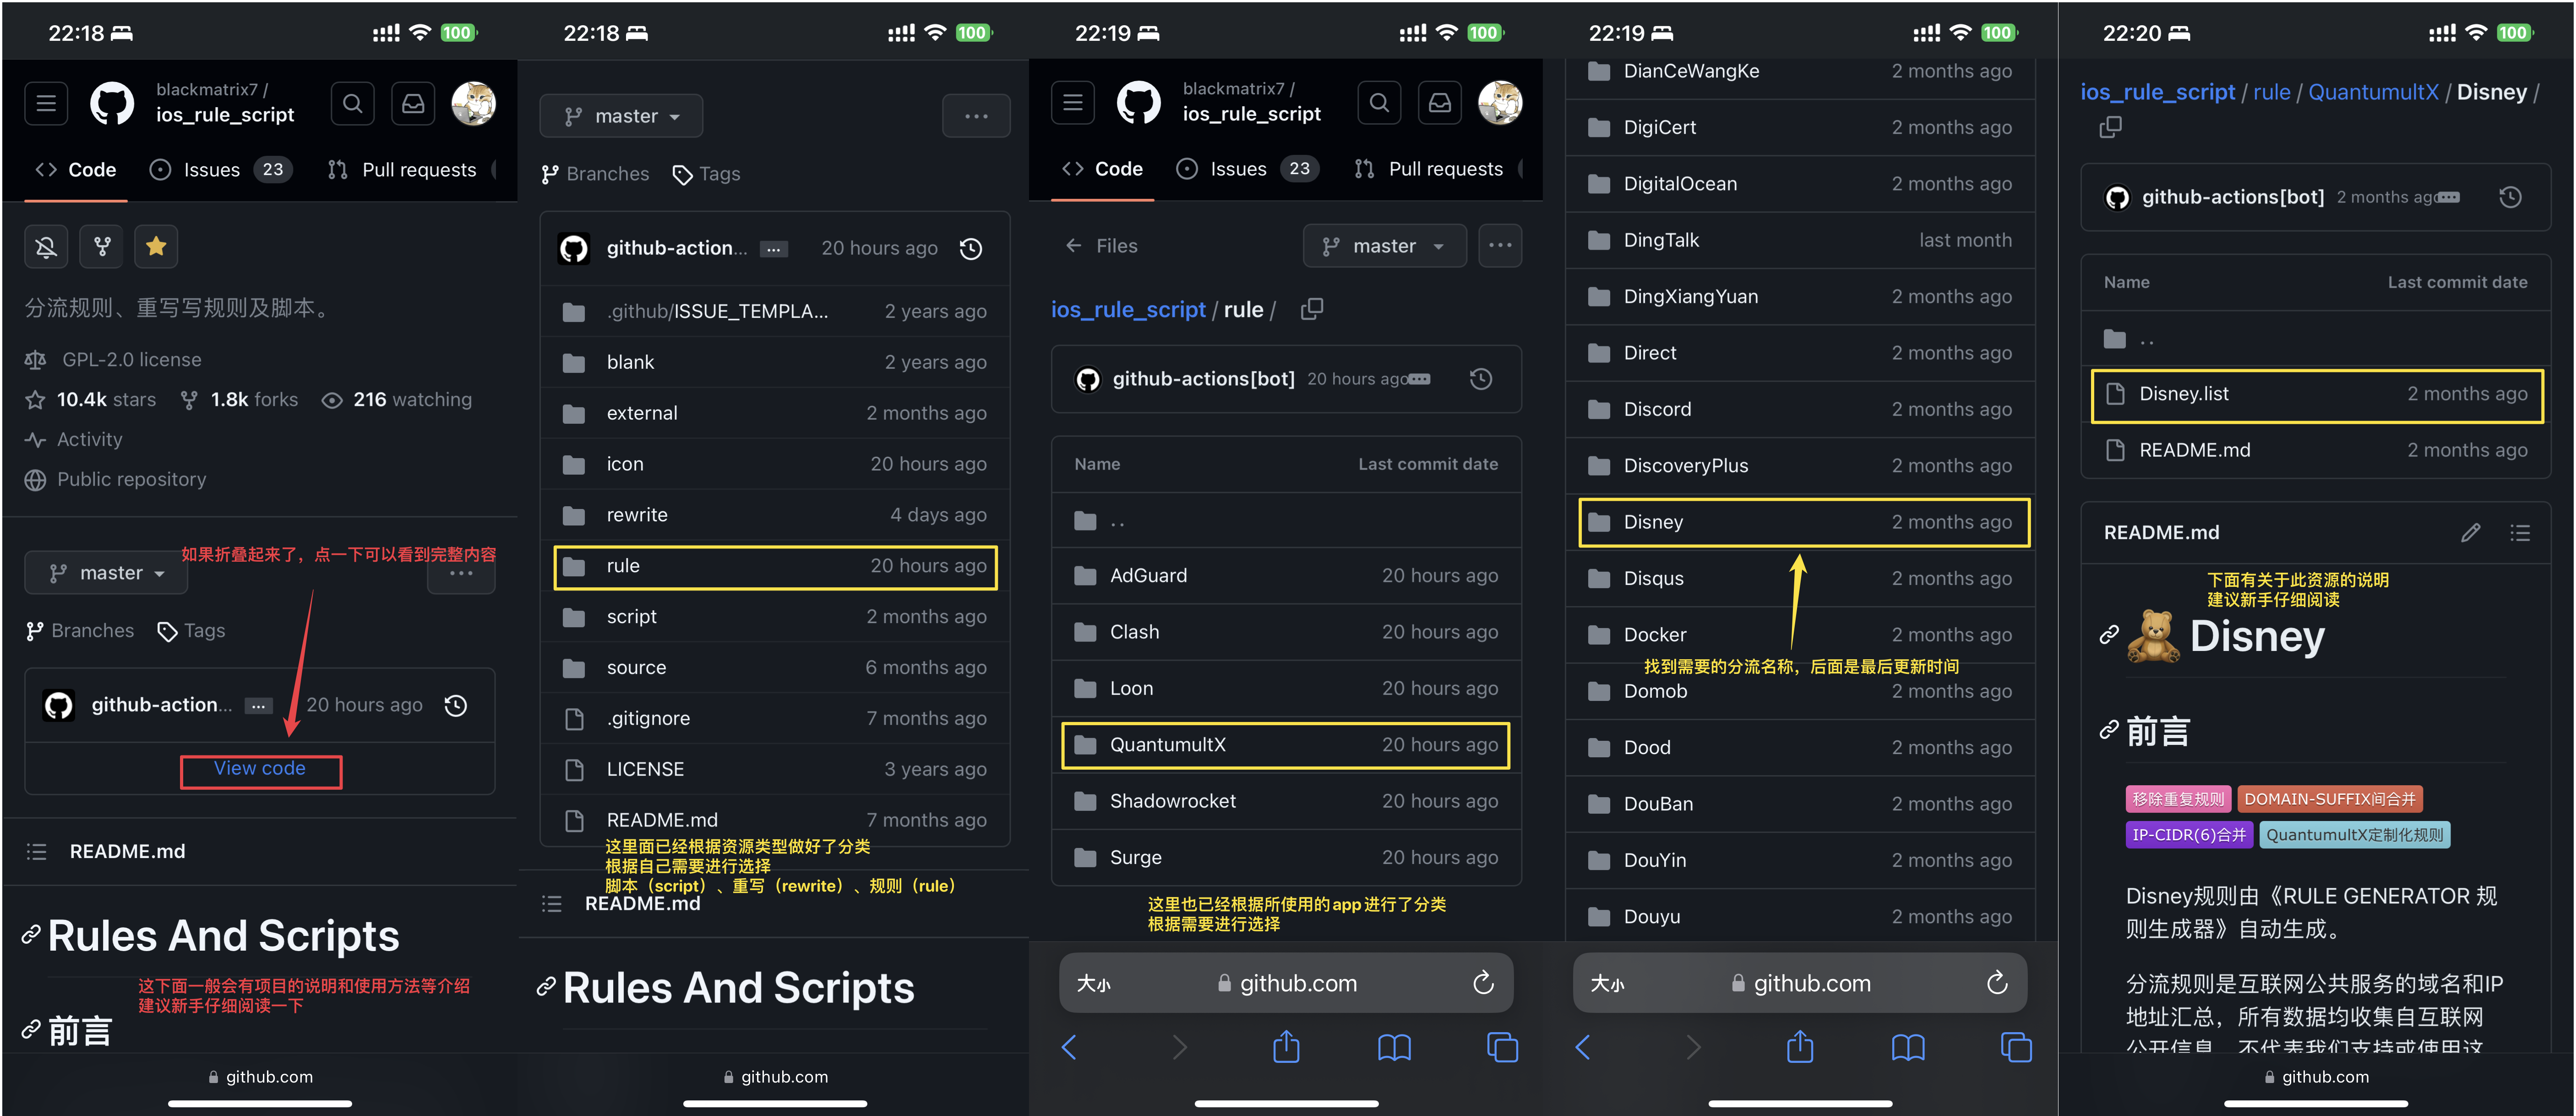 22:18
100
blackmatrix7 /
ios_rule_script
Code
Issues 23
Pull requests
分流规则、重写写规则及脚本。
GPL-2.0 license
10.4k stars
1.8k forks
216 watching
Activity
Public repository
如果折叠起来了，点一下可以看到完整内容
master
...
Branches
Tags
github-action...
...
20 hours ago
View code
README.md
Rules And Scripts
这下面一般会有项目的说明和使用方法等介绍
建议新手仔细阅读一下
前言
github.com
22:18
100
master
...
Branches
Tags
github-action...
...
20 hours ago
.github/ISSUE_TEMPLA... 2 years ago
blank 2 years ago
external 2 months ago
icon 20 hours ago
rewrite 4 days ago
rule 20 hours ago
script 2 months ago
source 6 months ago
.gitignore 7 months ago
LICENSE 3 years ago
README.md 7 months ago
这里面已经根据资源类型做好了分类
根据自己需要进行选择
脚本（script）、重写（rewrite）、规则（rule）
README.md
Rules And Scripts
github.com
22:19
100
blackmatrix7 /
ios_rule_script
Code
Issues 23
Pull requests
Files
master
...
ios_rule_script / rule /
github-actions[bot] 20 hours ago
...
Name Last commit date
..
AdGuard 20 hours ago
Clash 20 hours ago
Loon 20 hours ago
QuantumultX 20 hours ago
Shadowrocket 20 hours ago
Surge 20 hours ago
这里也已经根据所使用的app进行了分类
根据需要进行选择
大小
github.com
22:19
100
DianCeWangKe 2 months ago
DigiCert 2 months ago
DigitalOcean 2 months ago
DingTalk last month
DingXiangYuan 2 months ago
Direct 2 months ago
Discord 2 months ago
DiscoveryPlus 2 months ago
Disney 2 months ago
Disqus 2 months ago
Docker 2 months ago
找到需要的分流名称，后面是最后更新时间
Domob 2 months ago
Dood 2 months ago
DouBan 2 months ago
DouYin 2 months ago
Douyu 2 months ago
大小
github.com
22:20
100
ios_rule_script / rule / QuantumultX / Disney /
github-actions[bot] 2 months ago
...
Name Last commit date
..
Disney.list 2 months ago
README.md 2 months ago
README.md
下面有关于此资源的说明
建议新手仔细阅读
Disney
前言
移除重复规则 DOMAIN-SUFFIX间合并
IP-CIDR(6)合并 QuantumultX定制化规则
Disney规则由《RULE GENERATOR 规
则生成器》自动生成。
分流规则是互联网公共服务的域名和IP
地址汇总，所有数据均收集自互联网
公开信息，不代表我们支持或使用这
github.com